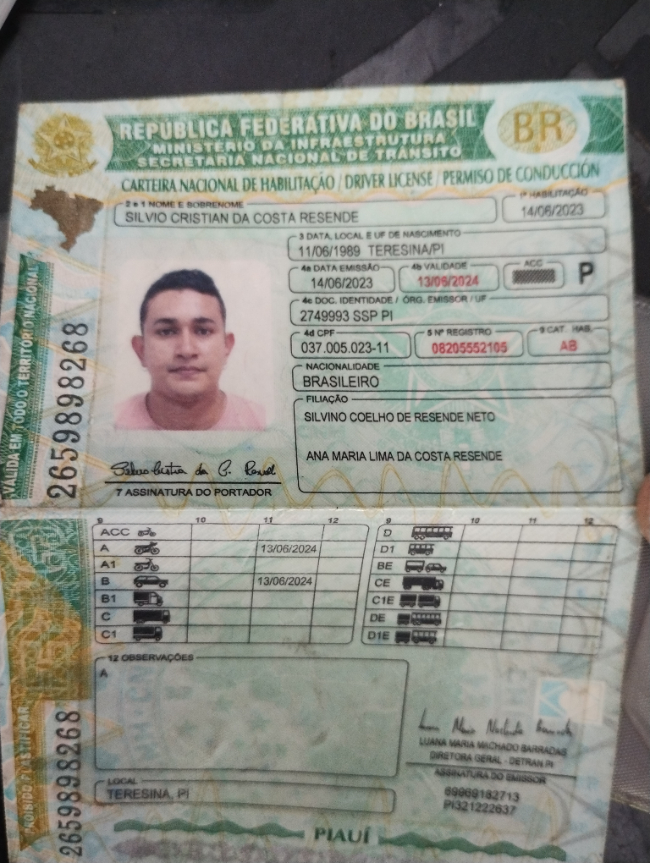 REPÚBLICA FEDERATIVA DO BRASIL
MINISTÉRIO DA INFRAESTRUTURA
SECRETARIA NACIONAL DE TRÂNSITO
BR
CARTEIRA NACIONAL DE HABILITAÇÃO / DRIVER LICENSE / PERMISO DE CONDUCCIÓN
2 e 1 NOME E SOBRENOME
SILVIO CRISTIAN DA COSTA RESENDE
1ª HABILITAÇÃO
14/06/2023
3 DATA, LOCAL E UF DE NASCIMENTO
11/06/1989 TERESINA/PI
4a DATA EMISSÃO
14/06/2023
4b VALIDADE
13/06/2024
ACC
P
4c DOC. IDENTIDADE / ÓRG. EMISSOR / UF
2749993 SSP PI
4d CPF
037.005.023-11
5 Nº REGISTRO
08205552105
9 CAT. HAB.
AB
NACIONALIDADE
BRASILEIRO
FILIAÇÃO
SILVINO COELHO DE RESENDE NETO
ANA MARIA LIMA DA COSTA RESENDE
VÁLIDA EM TODO O TERRITÓRIO NACIONAL
2659898268
7 ASSINATURA DO PORTADOR
9 10 11 12
ACC
A 13/06/2024
A1
B 13/06/2024
B1
C
C1
9 10 11 12
D
D1
BE
CE
C1E
DE
D1E
12 OBSERVAÇÕES
A
PROIBIDO PLASTIFICAR
2659898268
LUANA MARIA MACHADO BARRADAS
DIRETORA GERAL - DETRAN PI
ASSINATURA DO EMISSOR
69969182713
PI321222637
LOCAL
TERESINA, PI
PIAUÍ